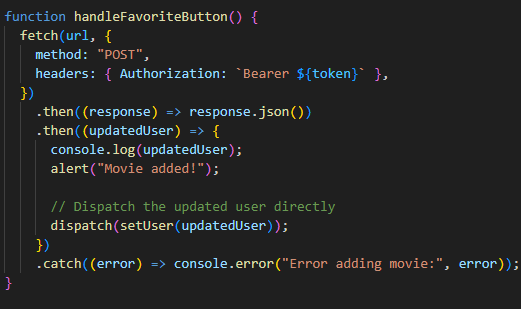 function handleFavoriteButton() {
  fetch(url, {
    method: "POST",
    headers: { Authorization: `Bearer ${token}` },
  })
    .then((response) => response.json())
    .then((updatedUser) => {
      console.log(updatedUser);
      alert("Movie added!");

      // Dispatch the updated user directly
      dispatch(setUser(updatedUser));
    })
    .catch((error) => console.error("Error adding movie:", error));
}